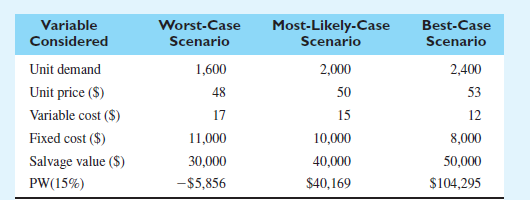 Variable Considered | Worst-Case Scenario | Most-Likely-Case Scenario | Best-Case Scenario
Unit demand | 1,600 | 2,000 | 2,400
Unit price ($) | 48 | 50 | 53
Variable cost ($) | 17 | 15 | 12
Fixed cost ($) | 11,000 | 10,000 | 8,000
Salvage value ($) | 30,000 | 40,000 | 50,000
PW(15%) | −$5,856 | $40,169 | $104,295